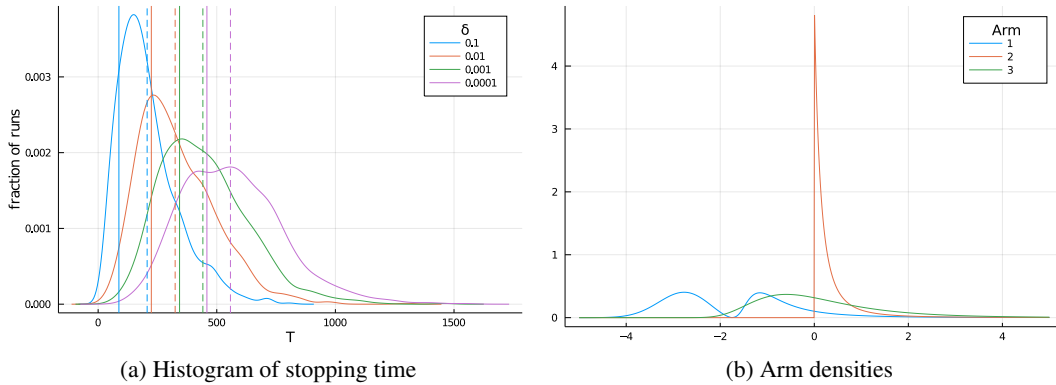 δ
0.1
0.01
0.001
0.0001
0.003
0.002
0.001
0.000
fraction of runs
0 500 1000 1500
T
(a) Histogram of stopping time
Arm
1
2
3
4
3
2
1
0
−4 −2 0 2 4
(b) Arm densities